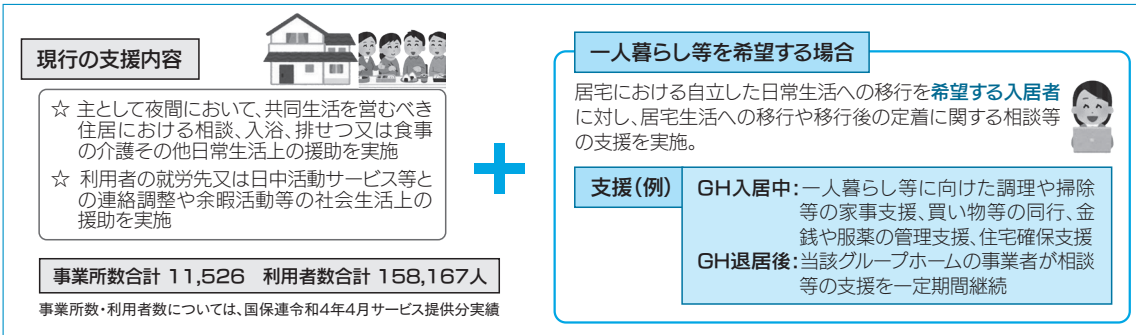 現行の支援内容
☆ 主として夜間において、共同生活を営むべき
住居における相談、入浴、排せつ又は食事
の介護その他日常生活上の援助を実施
☆ 利用者の就労先又は日中活動サービス等と
の連絡調整や余暇活動等の社会生活上の
援助を実施
事業所数合計 11,526 利用者数合計 158,167人
事業所数・利用者数については、国保連令和4年4月サービス提供分実績
一人暮らし等を希望する場合
居宅における自立した日常生活への移行を希望する入居者
に対し、居宅生活への移行や移行後の定着に関する相談等
の支援を実施。
支援(例)
GH入居中:一人暮らし等に向けた調理や掃除
等の家事支援、買い物等の同行、金
銭や服薬の管理支援、住宅確保支援
GH退居後:当該グループホームの事業者が相談
等の支援を一定期間継続